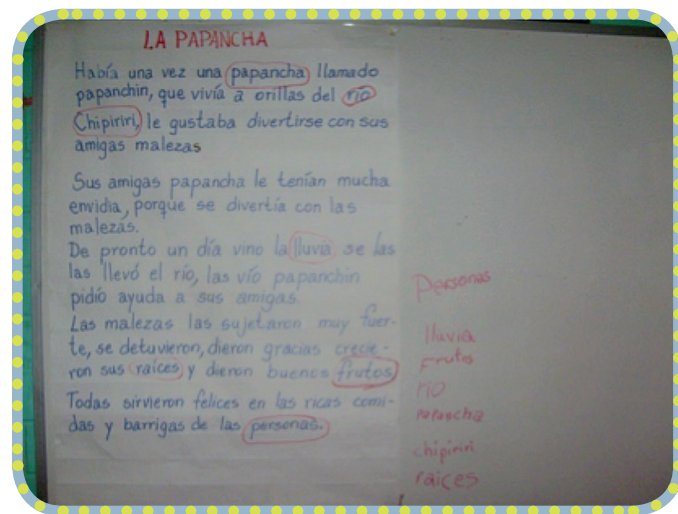 LA PAPANCHA
Había una vez una papancha llamado
papanchin, que vivía a orillas del río
Chipiriri, le gustaba divertirse con sus
amigas malezas
Sus amigas papancha le tenían mucha
envidia, porque se divertía con las
malezas.
De pronto un día vino la lluvia se las
las llevó el río, las vío papanchin
pidió ayuda a sus amigas.
Las malezas las sujetaron muy fuer-
te, se detuvieron, dieron gracias crecie-
ron sus raíces y dieron buenos frutos
Todas sirvieron felices en las ricas comi-
das y barrigas de las personas.
Personas
lluvia
frutos
río
papancha
chipiriri
raíces